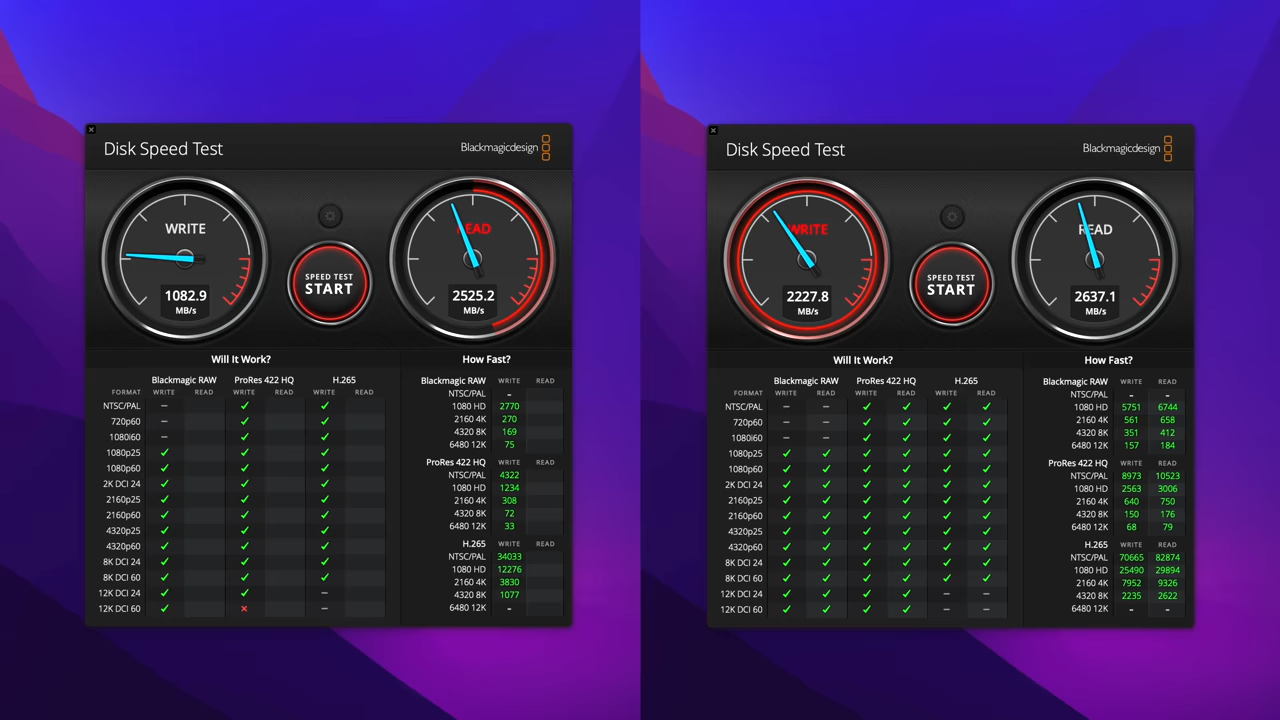 Disk Speed Test
Blackmagicdesign
WRITE
1082.9
MB/s
SPEED TEST
START
READ
2525.2
MB/s
Will It Work?
Blackmagic RAW ProRes 422 HQ H.265
FORMAT WRITE READ WRITE READ WRITE READ
NTSC/PAL – ✓ ✓
720p60 – ✓ ✓
1080i60 – ✓ ✓
1080p25 ✓ ✓ ✓
1080p60 ✓ ✓ ✓
2K DCI 24 ✓ ✓ ✓
2160p25 ✓ ✓ ✓
2160p60 ✓ ✓ ✓
4320p25 ✓ ✓ ✓
4320p60 ✓ ✓ ✓
8K DCI 24 ✓ ✓ ✓
8K DCI 60 ✓ ✓ ✓
12K DCI 24 ✓ ✓ –
12K DCI 60 ✓ ✗ –
How Fast?
Blackmagic RAW WRITE READ
NTSC/PAL -
1080 HD 2770
2160 4K 270
4320 8K 169
6480 12K 75
ProRes 422 HQ WRITE READ
NTSC/PAL 4322
1080 HD 1234
2160 4K 308
4320 8K 72
6480 12K 33
H.265 WRITE READ
NTSC/PAL 34033
1080 HD 12276
2160 4K 3830
4320 8K 1077
6480 12K -
Disk Speed Test
Blackmagicdesign
WRITE
2227.8
MB/s
SPEED TEST
START
READ
2637.1
MB/s
Will It Work?
Blackmagic RAW ProRes 422 HQ H.265
FORMAT WRITE READ WRITE READ WRITE READ
NTSC/PAL – – ✓ ✓ ✓ ✓
720p60 – – ✓ ✓ ✓ ✓
1080i60 – – ✓ ✓ ✓ ✓
1080p25 ✓ ✓ ✓ ✓ ✓ ✓
1080p60 ✓ ✓ ✓ ✓ ✓ ✓
2K DCI 24 ✓ ✓ ✓ ✓ ✓ ✓
2160p25 ✓ ✓ ✓ ✓ ✓ ✓
2160p60 ✓ ✓ ✓ ✓ ✓ ✓
4320p25 ✓ ✓ ✓ ✓ ✓ ✓
4320p60 ✓ ✓ ✓ ✓ ✓ ✓
8K DCI 24 ✓ ✓ ✓ ✓ ✓ ✓
8K DCI 60 ✓ ✓ ✓ ✓ ✓ ✓
12K DCI 24 ✓ ✓ ✓ ✓ – –
12K DCI 60 ✓ ✓ ✓ ✓ – –
How Fast?
Blackmagic RAW WRITE READ
NTSC/PAL - -
1080 HD 5751 6744
2160 4K 561 658
4320 8K 351 412
6480 12K 157 184
ProRes 422 HQ WRITE READ
NTSC/PAL 8973 10523
1080 HD 2563 3006
2160 4K 640 750
4320 8K 150 176
6480 12K 68 79
H.265 WRITE READ
NTSC/PAL 70665 82874
1080 HD 25490 29894
2160 4K 7952 9326
4320 8K 2235 2622
6480 12K - -